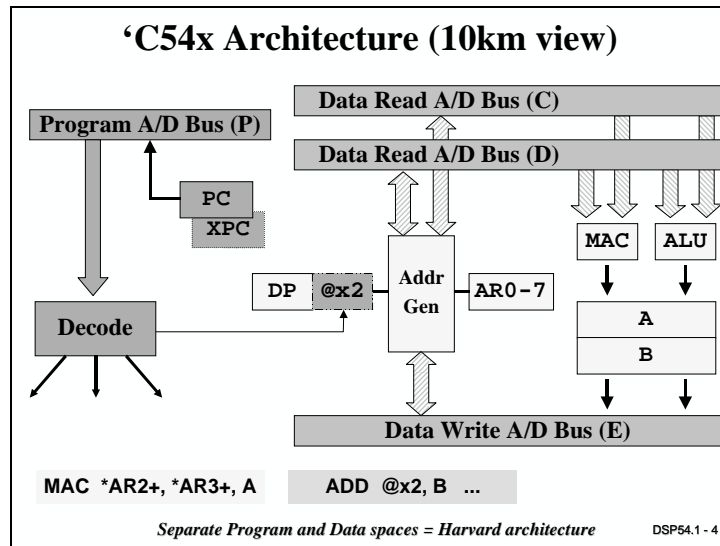 ‘C54x Architecture (10km view)
Data Read A/D Bus (C)
Program A/D Bus (P)
Data Read A/D Bus (D)
PC
XPC
MAC
ALU
Addr
Gen
DP
@x2
AR0-7
Decode
A
B
Data Write A/D Bus (E)
MAC *AR2+, *AR3+, A
ADD @x2, B ...
Separate Program and Data spaces = Harvard architecture
DSP54.1 - 4